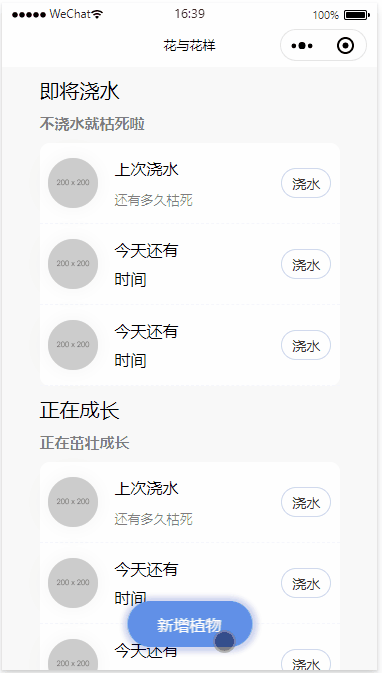 WeChat 16:39 100%
花与花样
即将浇水
不浇水就枯死啦
200 x 200
上次浇水
还有多久枯死
浇水
200 x 200
今天还有
时间
浇水
200 x 200
今天还有
时间
浇水
正在成长
正在茁壮成长
200 x 200
上次浇水
还有多久枯死
浇水
200 x 200
今天还有
时间
浇水
新增植物
200 x 200
今天还有
浇水